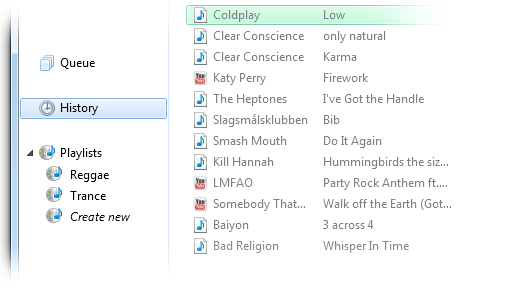 Queue
History
Playlists
Reggae
Trance
Create new
Coldplay Low
Clear Conscience only natural
Clear Conscience Karma
You Tube Katy Perry Firework
The Heptones I've Got the Handle
Slagsmålsklubben Bib
Smash Mouth Do It Again
Kill Hannah Hummingbirds the siz...
You Tube LMFAO Party Rock Anthem ft....
You Tube Somebody That... Walk off the Earth (Got...
Baiyon 3 across 4
Bad Religion Whisper In Time